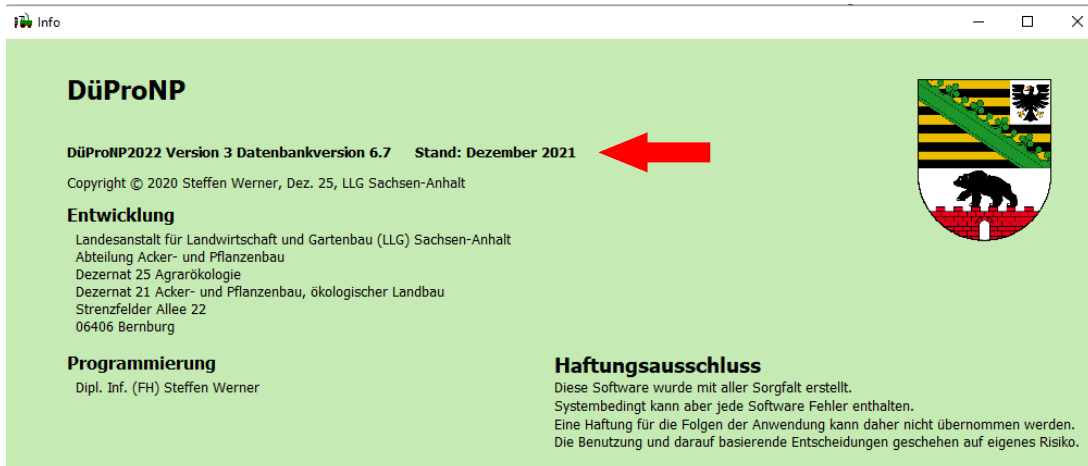 Info
DüProNP
DüProNP2022 Version 3 Datenbankversion 6.7 Stand: Dezember 2021
Copyright © 2020 Steffen Werner, Dez. 25, LLG Sachsen-Anhalt
Entwicklung
Landesanstalt für Landwirtschaft und Gartenbau (LLG) Sachsen-Anhalt
Abteilung Acker- und Pflanzenbau
Dezernat 25 Agrarökologie
Dezernat 21 Acker- und Pflanzenbau, ökologischer Landbau
Strenzfelder Allee 22
06406 Bernburg
Programmierung
Dipl. Inf. (FH) Steffen Werner
Haftungsausschluss
Diese Software wurde mit aller Sorgfalt erstellt.
Systembedingt kann aber jede Software Fehler enthalten.
Eine Haftung für die Folgen der Anwendung kann daher nicht übernommen werden.
Die Benutzung und darauf basierende Entscheidungen geschehen auf eigenes Risiko.